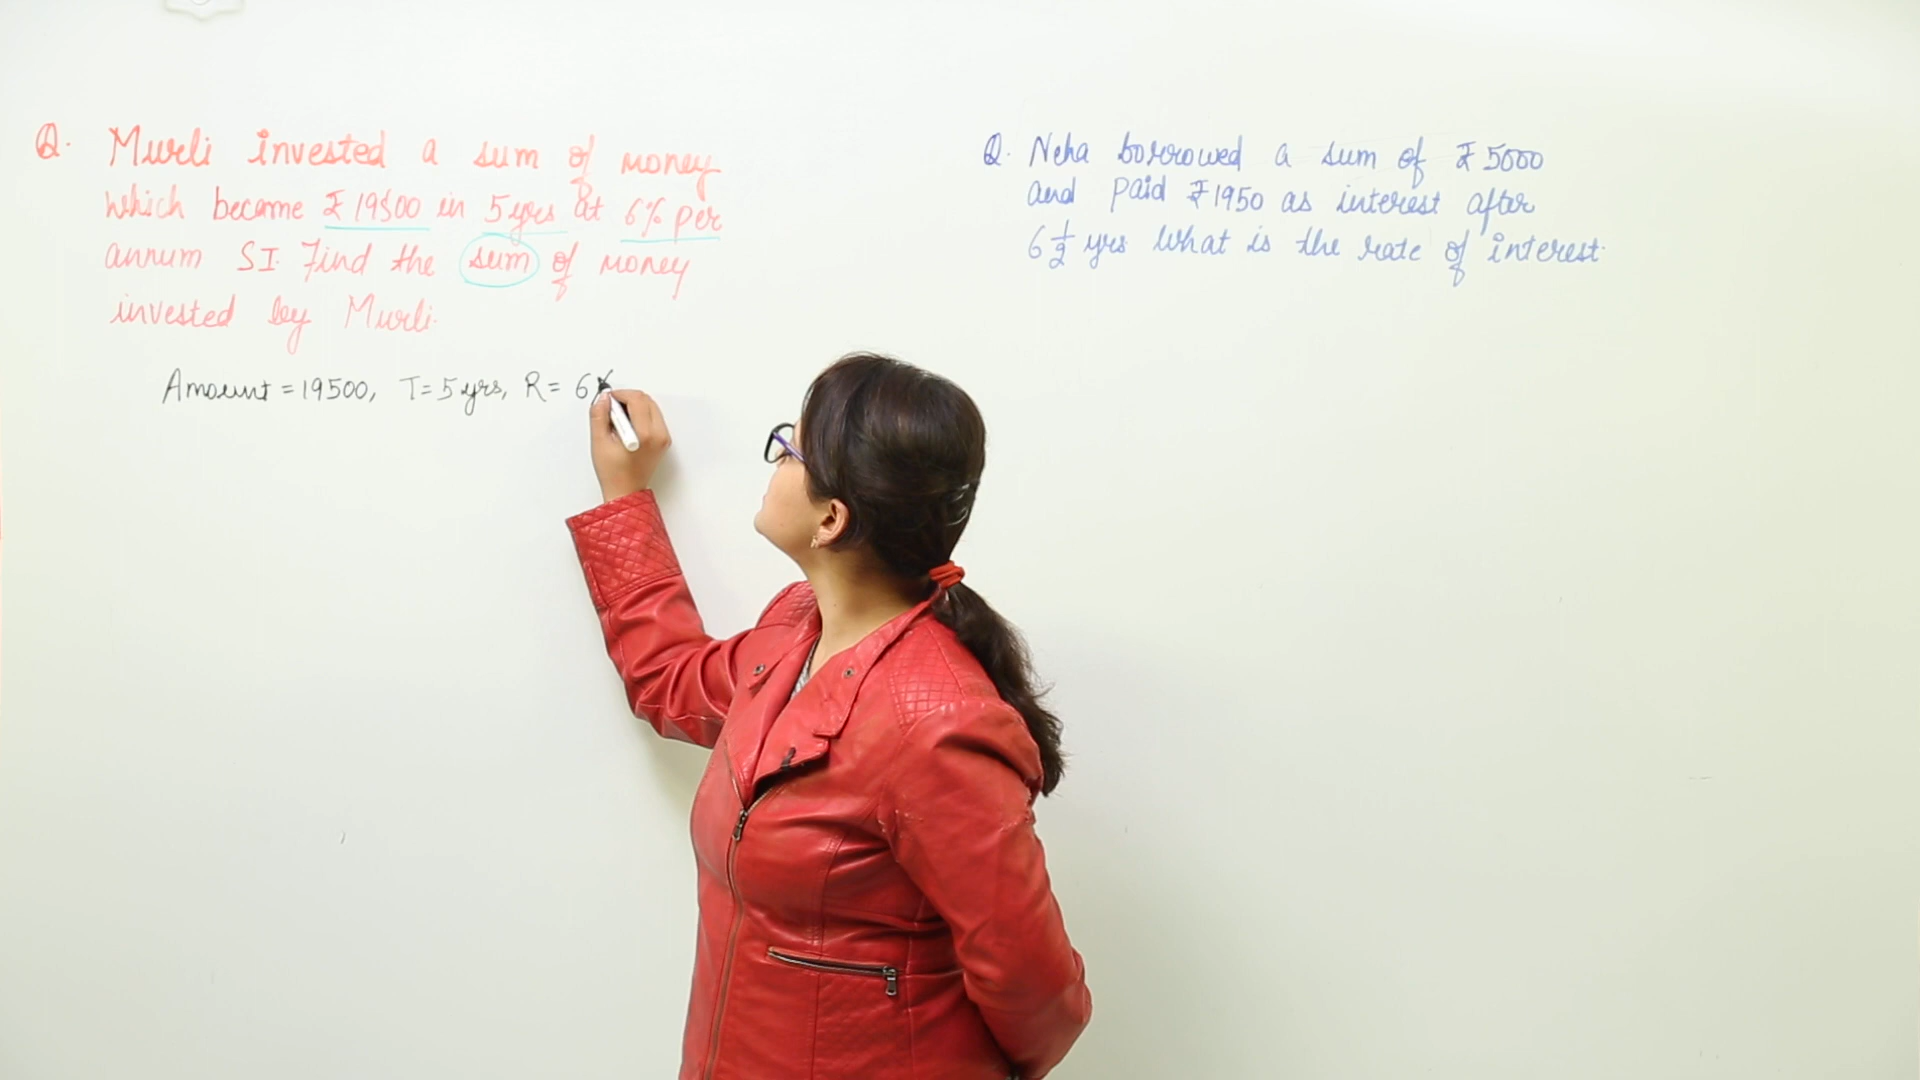 Q. Murli invested a sum of money
which became ₹19500 in 5 yrs at 6% per
annum SI. Find the sum of money
invested by Murli.
Amount = 19500, T = 5 yrs, R = 6%
Q. Neha borrowed a sum of ₹5000
and paid ₹1950 as interest after
6 1/2 yrs. What is the rate of interest.